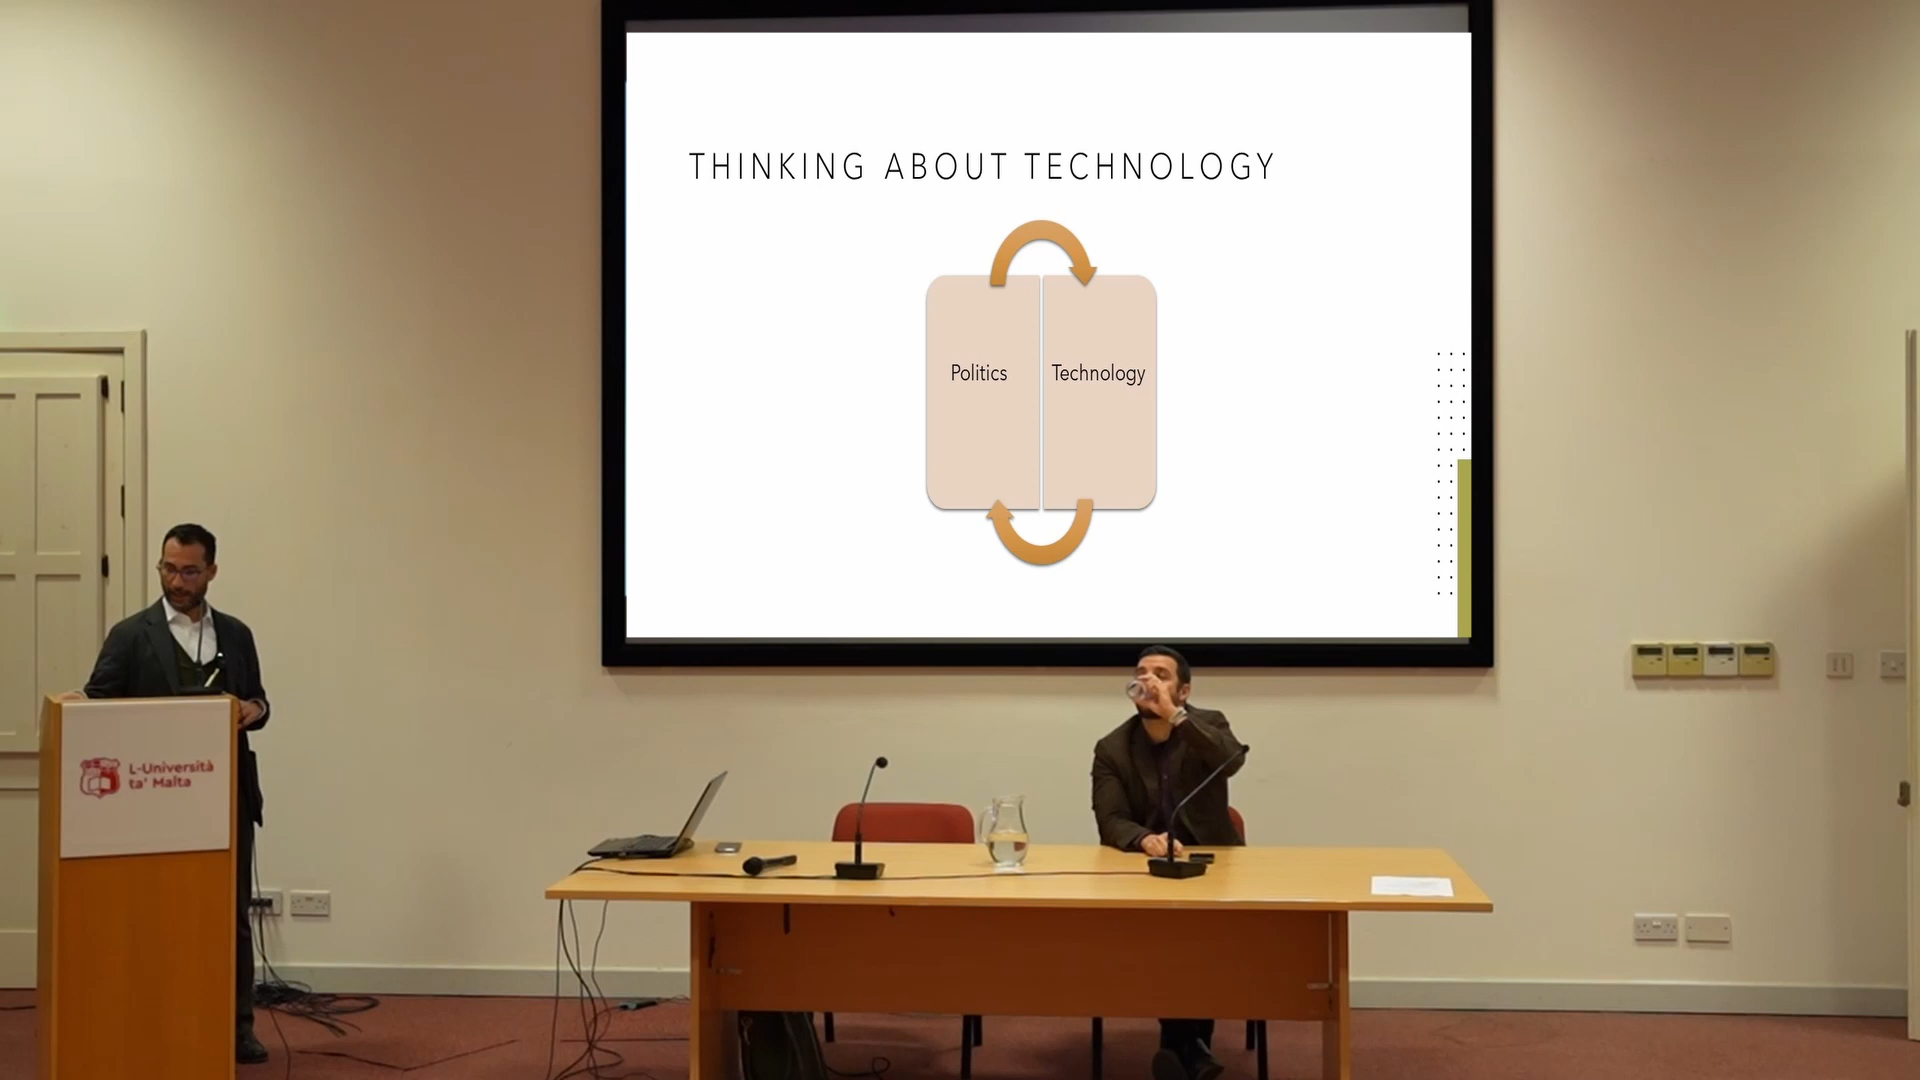 THINKING ABOUT TECHNOLOGY
Politics
Technology
L-Università
ta' Malta